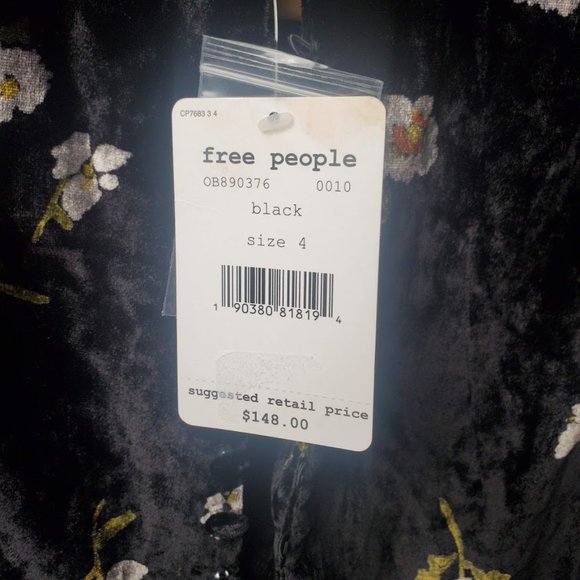 CP7683 3 4
free people
OB890376 0010
black
size 4
1 90380 81819 4
suggested retail price
$148.00